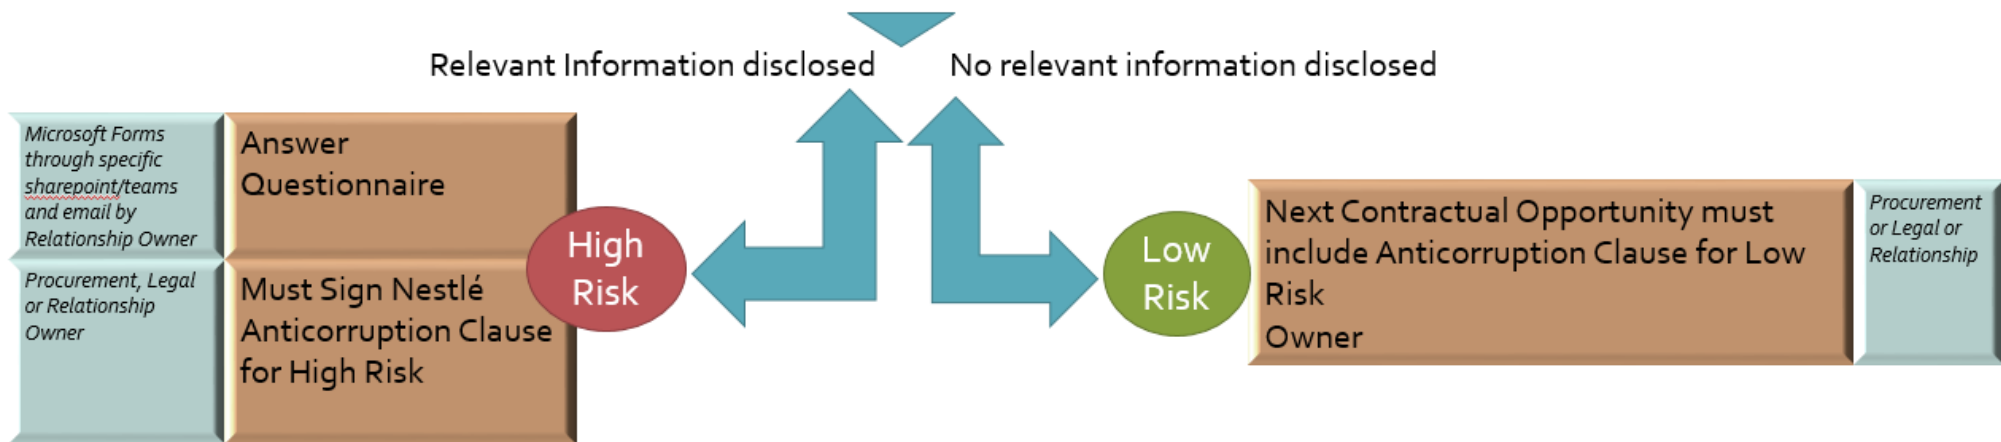 Relevant Information disclosed
No relevant information disclosed
Microsoft Forms
through specific
sharepoint/teams
and email by
Relationship Owner
Answer
Questionnaire
Procurement, Legal
or Relationship
Owner
Must Sign Nestlé
Anticorruption Clause
for High Risk
High
Risk
Low
Risk
Next Contractual Opportunity must
include Anticorruption Clause for Low
Risk
Owner
Procurement
or Legal or
Relationship